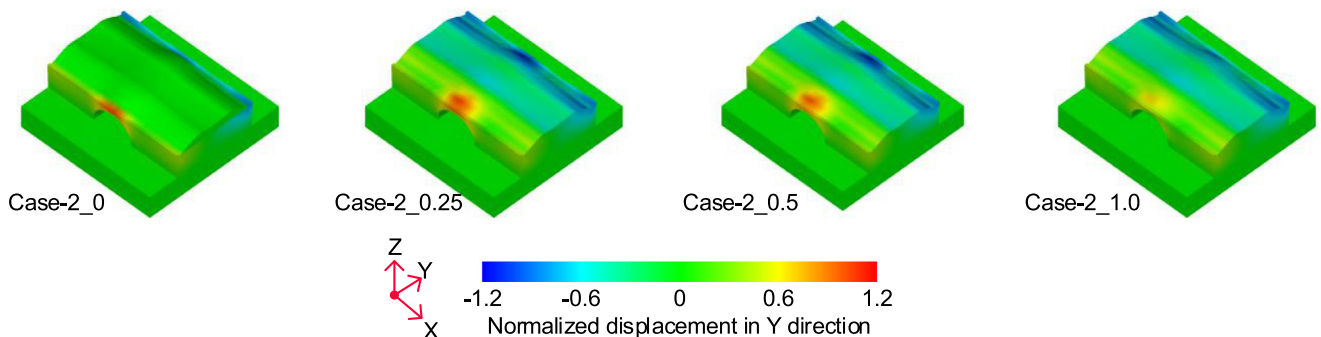 Case-2_0
Case-2_0.25
Case-2_0.5
Case-2_1.0
Z
Y
X
-1.2
-0.6
0
0.6
1.2
Normalized displacement in Y direction